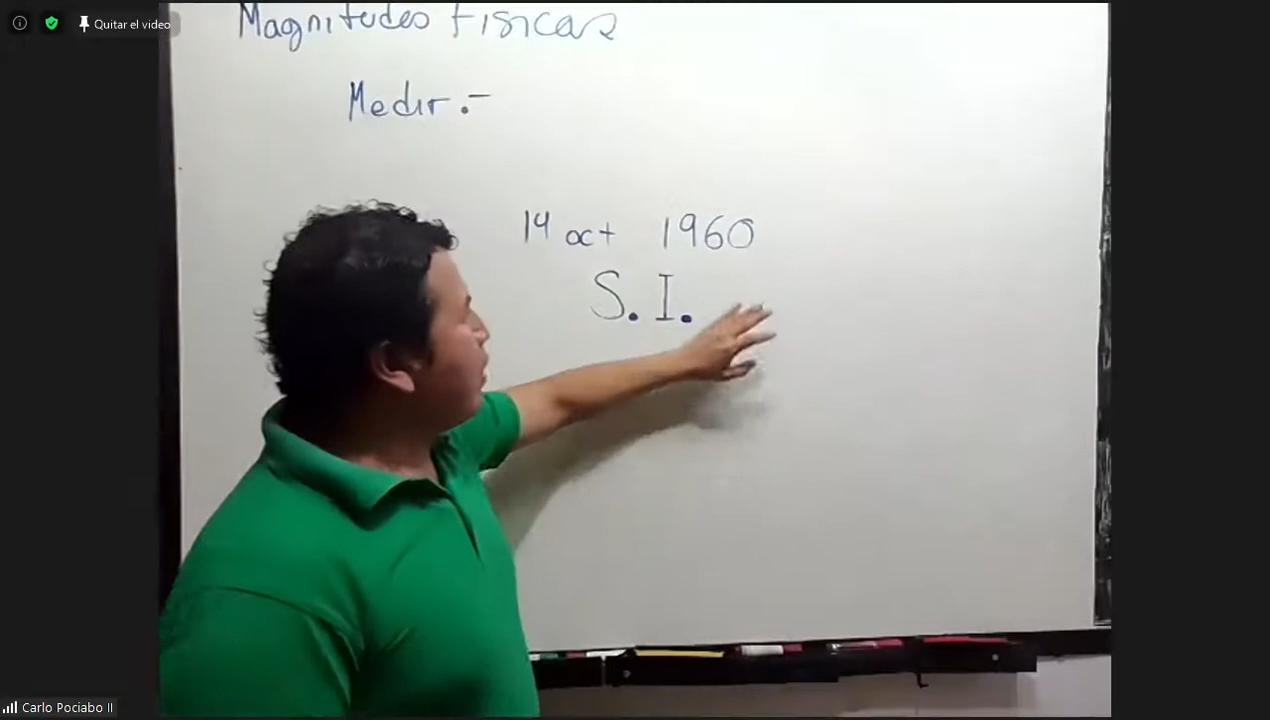 Quitar el video
Magnitudes Físicas
Medir .-
14 oct 1960
S. I.
Carlo Pociabo II